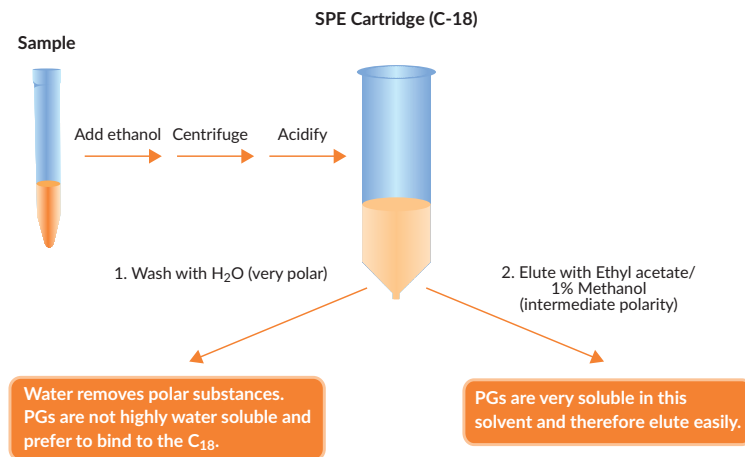 SPE Cartridge (C-18)
Sample
Add ethanol
Centrifuge
Acidify
1. Wash with H₂O (very polar)
2. Elute with Ethyl acetate/
1% Methanol
(intermediate polarity)
Water removes polar substances.
PGs are not highly water soluble and
prefer to bind to the C₁₈.
PGs are very soluble in this
solvent and therefore elute easily.